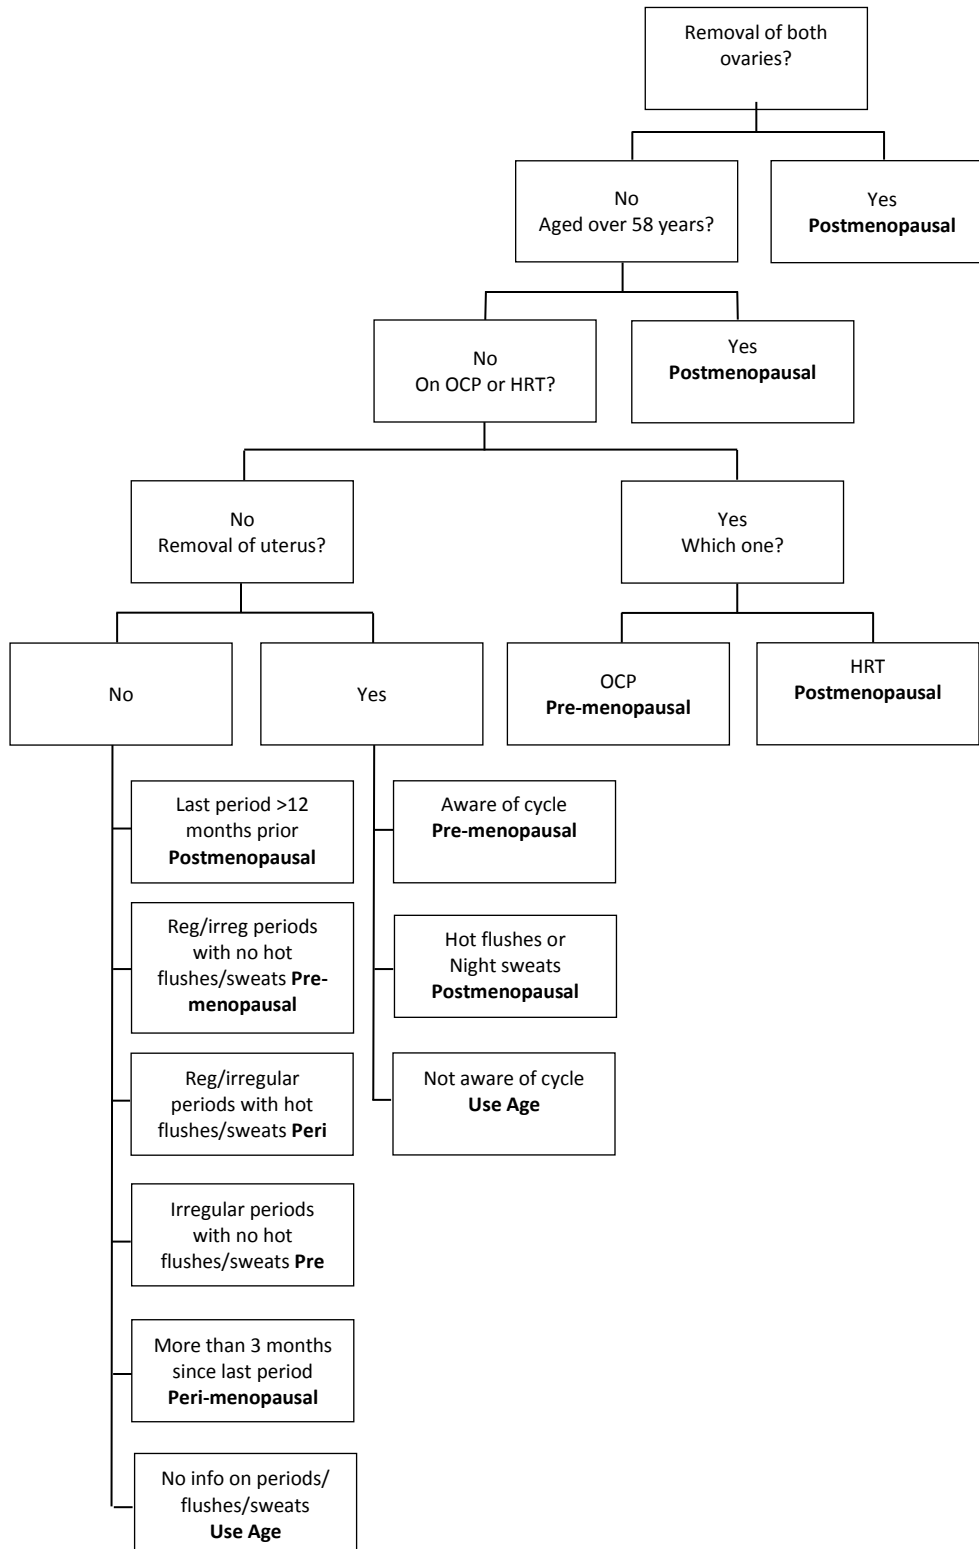 Removal of both
ovaries?
No
Aged over 58 years?
Yes
Postmenopausal
No
On OCP or HRT?
Yes
Postmenopausal
No
Removal of uterus?
Yes
Which one?
No
Yes
OCP
Pre-menopausal
HRT
Postmenopausal
Last period >12
months prior
Postmenopausal
Reg/irreg periods
with no hot
flushes/sweats Pre-
menopausal
Reg/irregular
periods with hot
flushes/sweats Peri
Irregular periods
with no hot
flushes/sweats Pre
More than 3 months
since last period
Peri-menopausal
No info on periods/
flushes/sweats
Use Age
Aware of cycle
Pre-menopausal
Hot flushes or
Night sweats
Postmenopausal
Not aware of cycle
Use Age